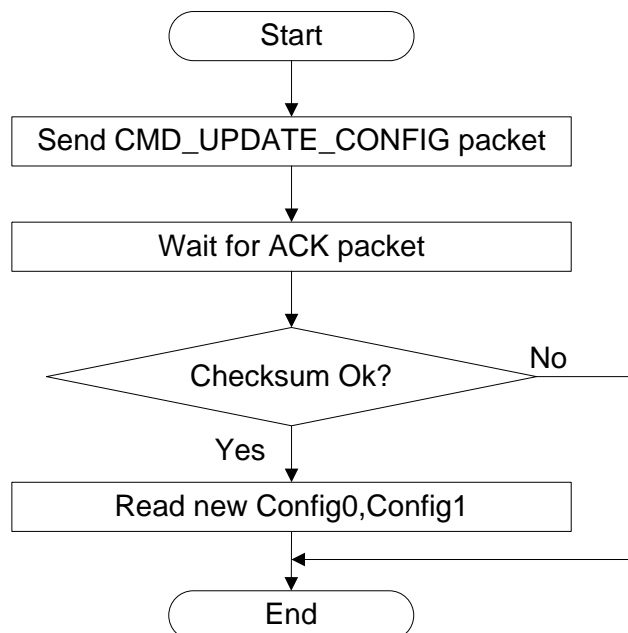 Start
Send CMD_UPDATE_CONFIG packet
Wait for ACK packet
Checksum Ok?
No
Yes
Read new Config0,Config1
End